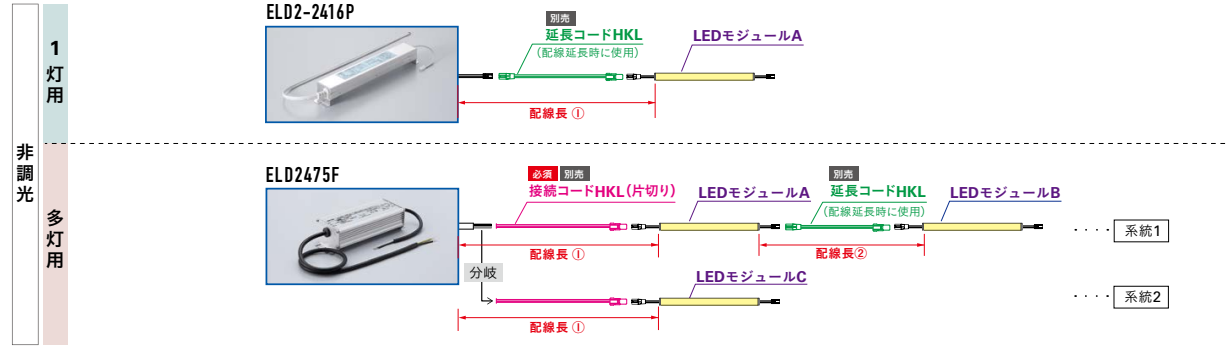 非調光
1灯用
ELD2-2416P
別売
延長コードHKL
(配線延長時に使用)
LEDモジュールA
配線長 ①
多灯用
ELD2475F
必須 別売
接続コードHKL(片切り)
LEDモジュールA
別売
延長コードHKL
(配線延長時に使用)
LEDモジュールB
配線長 ①
配線長②
・・・・ 系統1
分岐
LEDモジュールC
配線長 ①
・・・・ 系統2